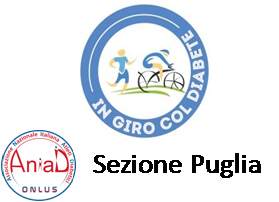 IN GIRO COL DIABETE
Associazione Nazionale Italiana Atleti Diabetici
ANiaD
ONLUS
Sezione Puglia